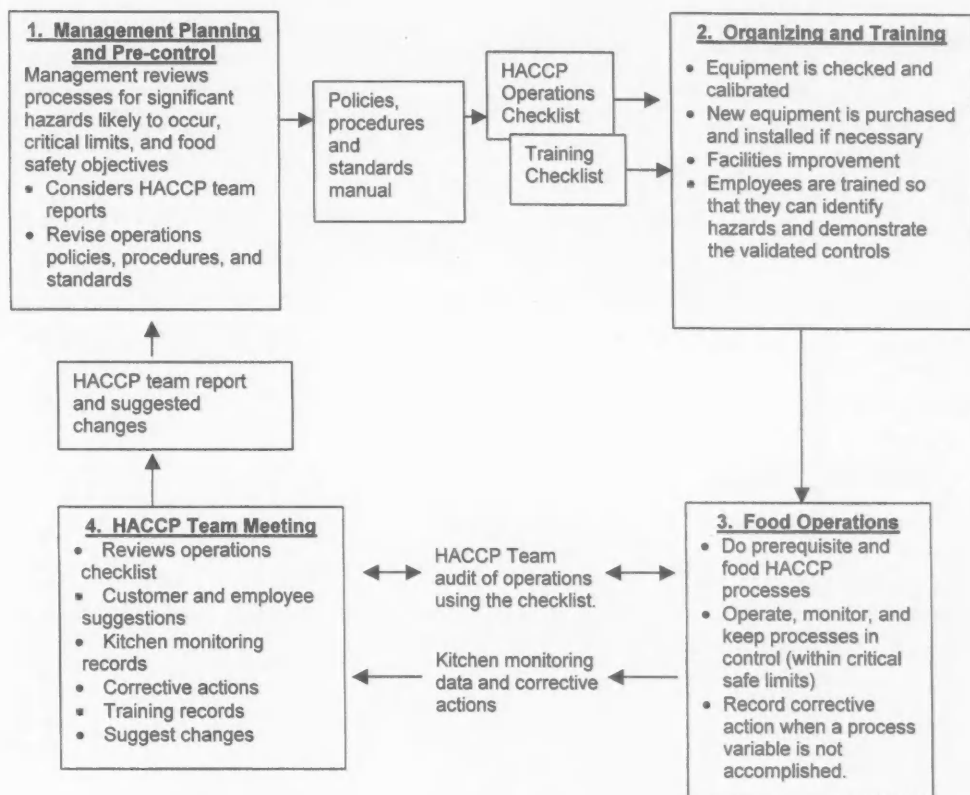 1. Management Planning
and Pre-control
Management reviews
processes for significant
hazards likely to occur,
critical limits, and food
safety objectives
• Considers HACCP team
reports
• Revise operations
policies, procedures, and
standards
Policies,
procedures
and
standards
manual
HACCP
Operations
Checklist
Training
Checklist
2. Organizing and Training
• Equipment is checked and
calibrated
• New equipment is purchased
and installed if necessary
• Facilities improvement
• Employees are trained so
that they can identify
hazards and demonstrate
the validated controls
HACCP team report
and suggested
changes
4. HACCP Team Meeting
• Reviews operations
checklist
• Customer and employee
suggestions
• Kitchen monitoring
records
• Corrective actions
• Training records
• Suggest changes
HACCP Team
audit of operations
using the checklist.
Kitchen monitoring
data and corrective
actions
3. Food Operations
• Do prerequisite and
food HACCP
processes
• Operate, monitor, and
keep processes in
control (within critical
safe limits)
• Record corrective
action when a process
variable is not
accomplished.